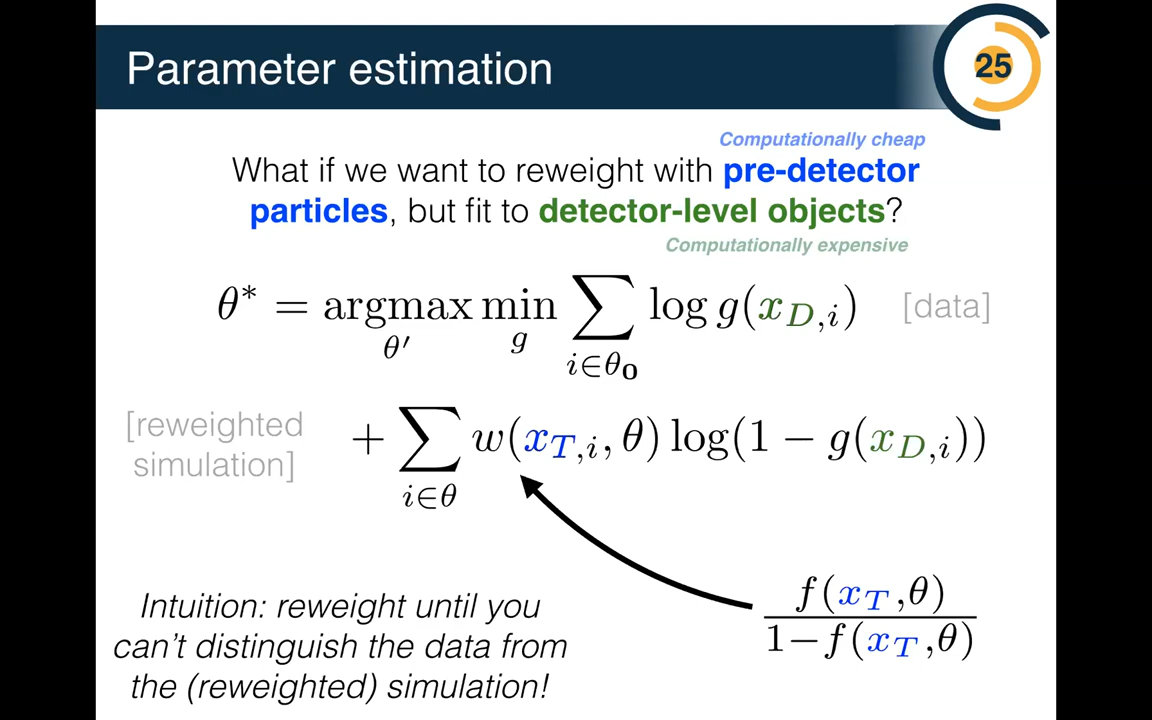 Parameter estimation
25
Computationally cheap
What if we want to reweight with pre-detector
particles, but fit to detector-level objects?
Computationally expensive
θ* = argmax_{θ′} min_g ∑_{i∈θ₀} log g(x_{D,i}) [data]
[reweighted
simulation]
+ ∑_{i∈θ} w(x_{T,i}, θ) log(1 − g(x_{D,i}))
f(x_T,θ)
1−f(x_T,θ)
Intuition: reweight until you
can't distinguish the data from
the (reweighted) simulation!